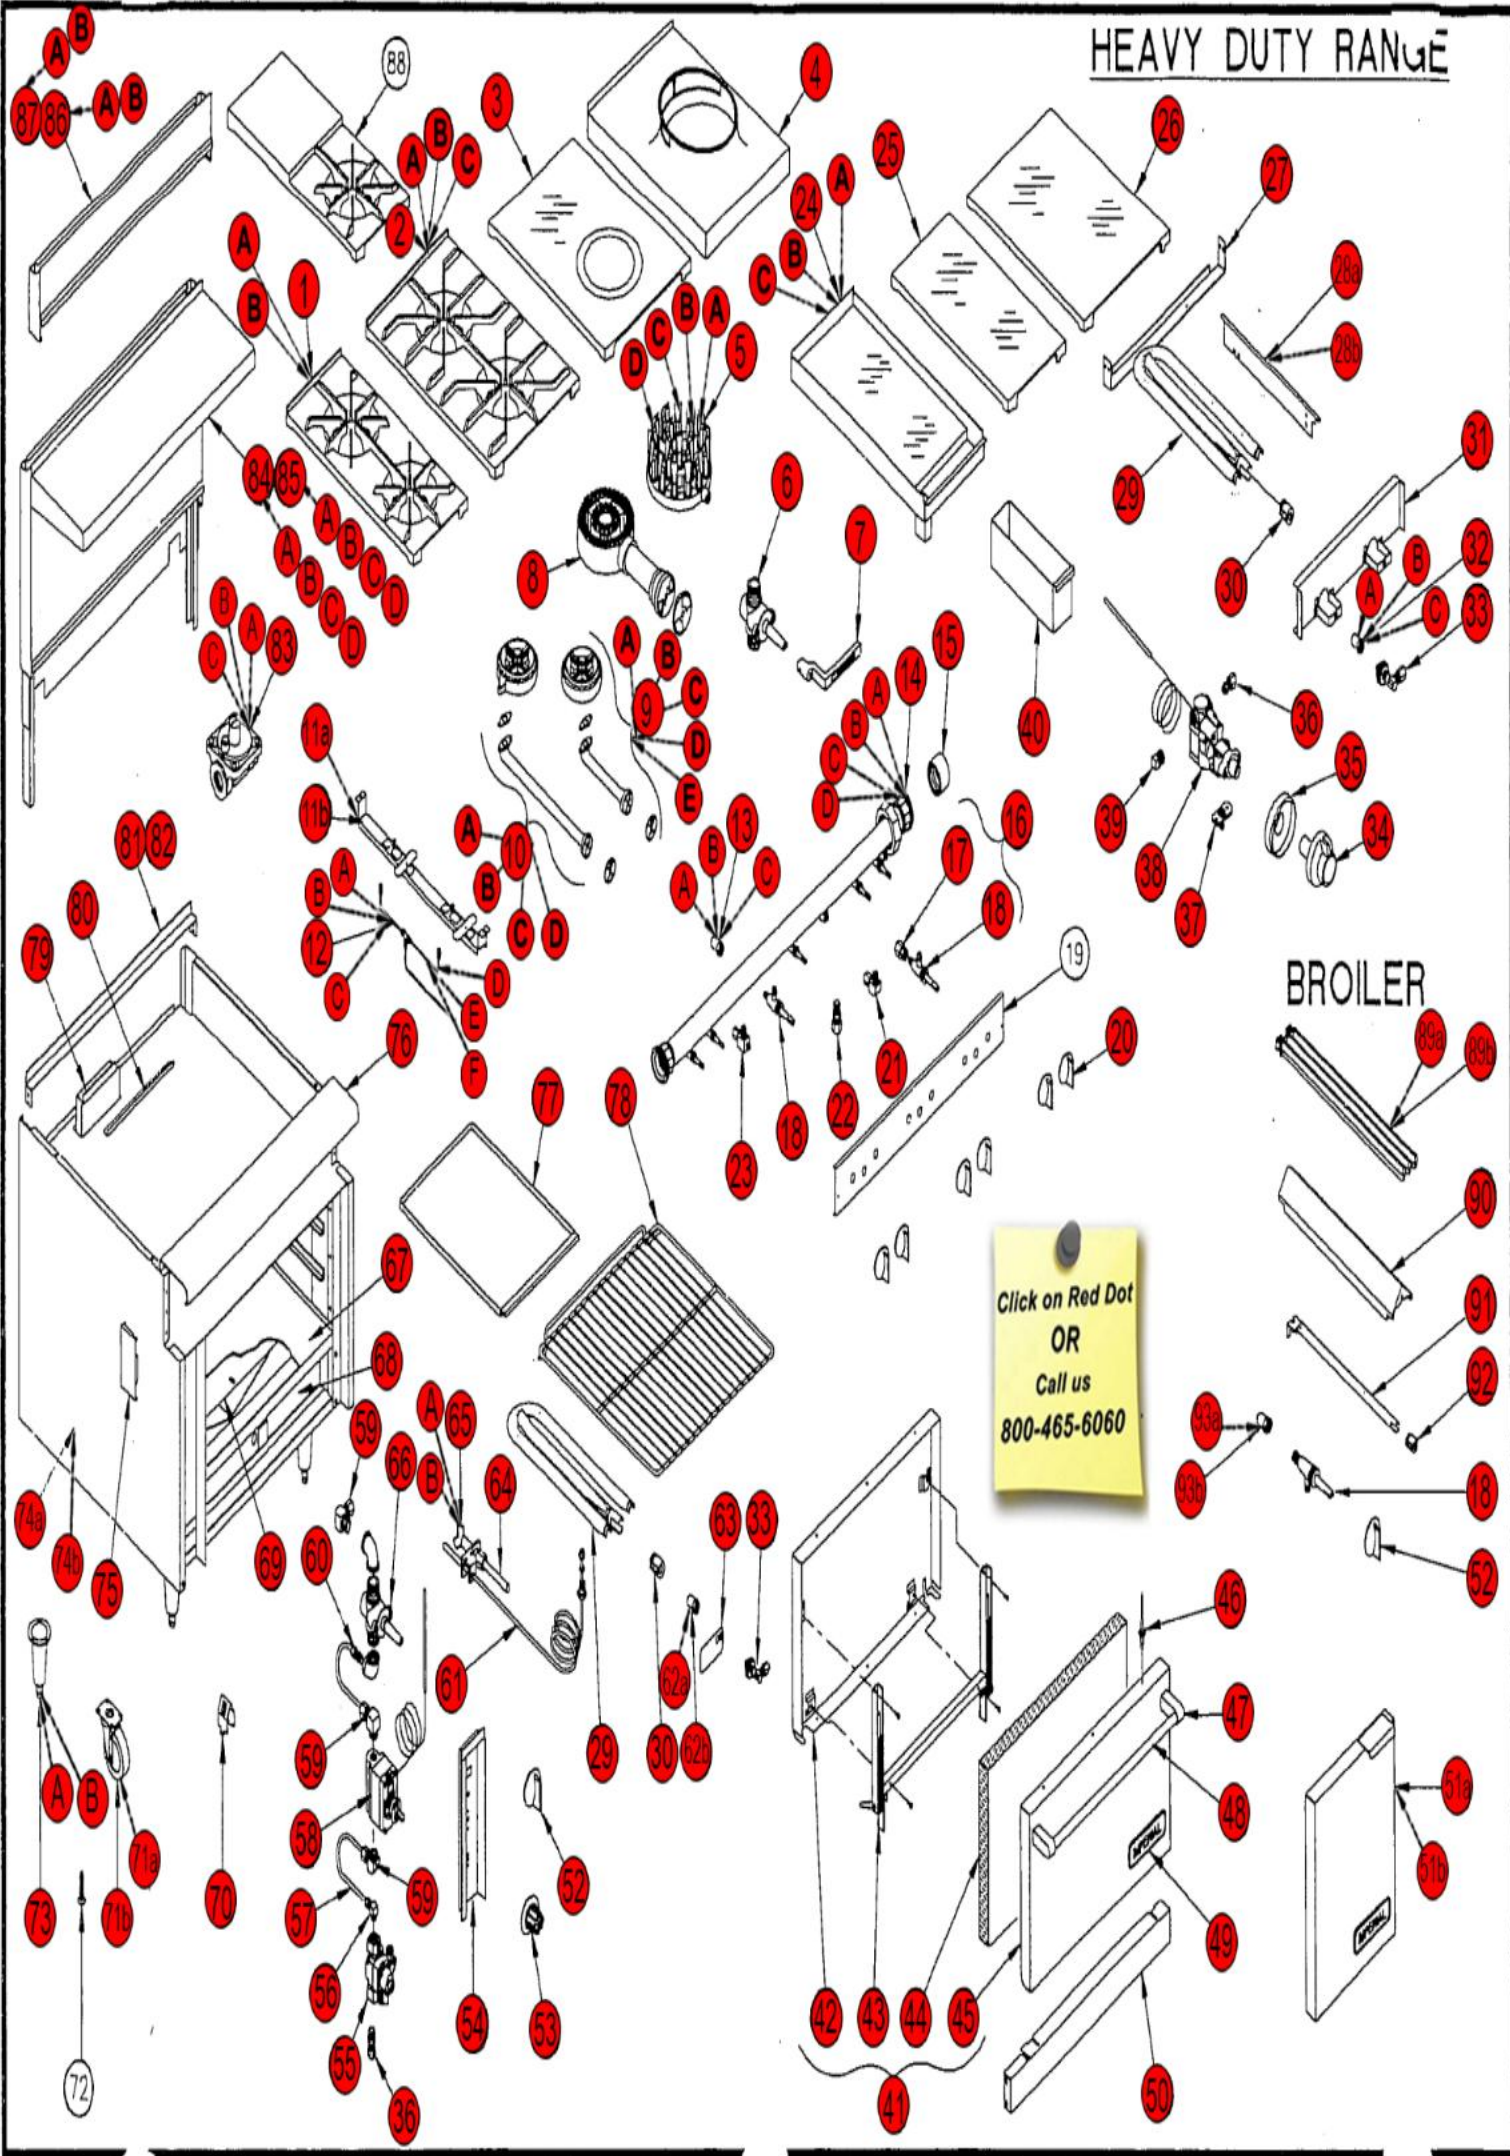 HEAVY DUTY RANGE
B
A
87 86 A B
88
3
4
A B C
2
A
B
1
D C B A 5
24 A
B
C
25
26
27
28a
28b
29
30
31
32
B
A
C
33
84 85
A B C D
A B C D
B
A
C
83
8
6
7
A
B
9
C
D
E
11a
11b
A
10
B
C
D
A
B
12
C
D
E
F
14
A
B
C
D
15
16
13
B
A
C
17
18
19
40
36
39
38
37
35
34
81 82
80
79
76
77
78
23
18
22
21
20
BROILER
89a
89b
90
91
92
93a
93b
18
52
67
68
69
74a
74b
75
Click on Red Dot
OR
Call us
800-465-6060
59
66
60
A
65
B
64
61
63
33
62a
62b
30
29
59
58
59
57
56
55
36
54
52
53
73
A
B
71a
71b
70
72
46
47
48
49
IMPERIAL
51a
51b
IMPERIAL
50
42 43 44 45
41